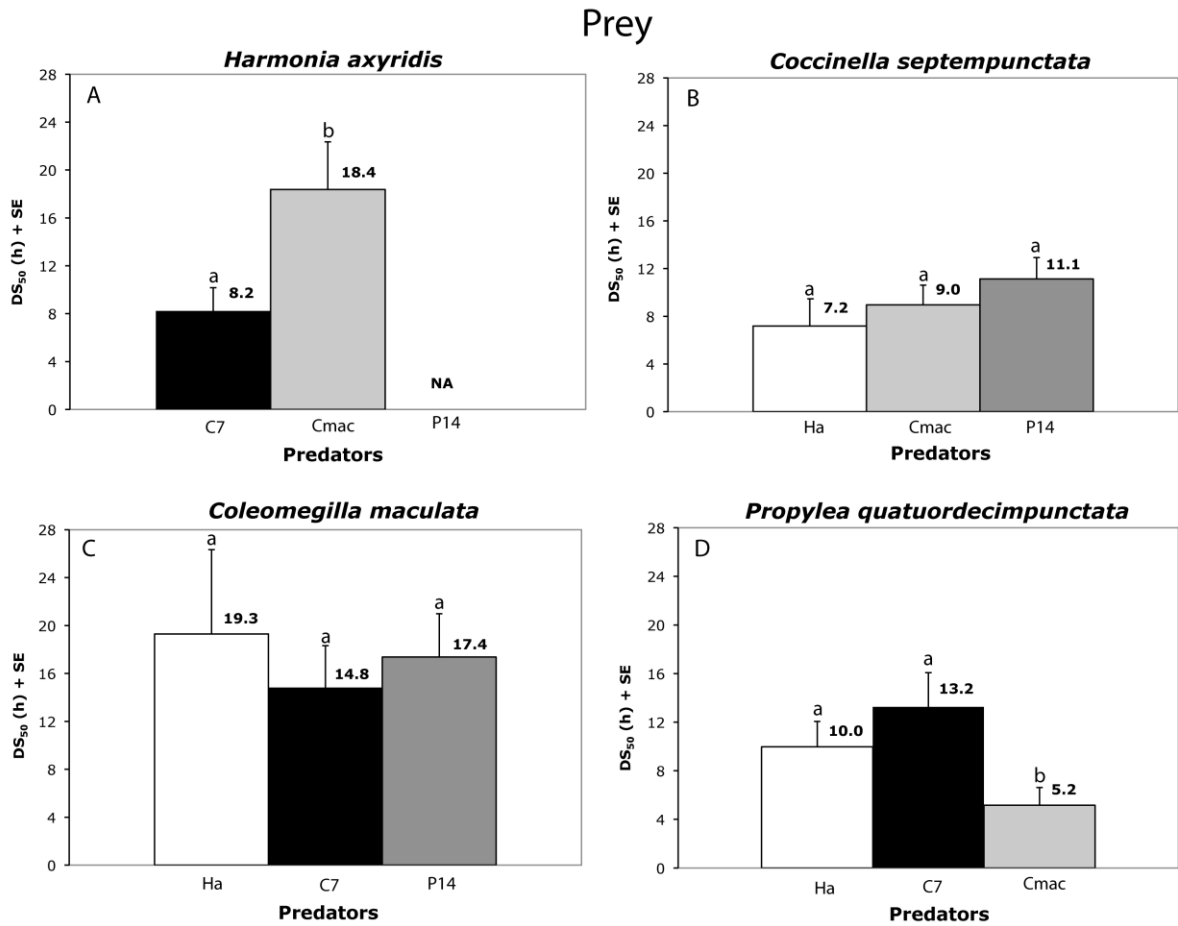 Prey
Harmonia axyridis
A
28
24
20
16
12
8
4
0
DS₅₀ (h) + SE
a
8.2
b
18.4
NA
C7 Cmac P14
Predators
Coccinella septempunctata
B
28
24
20
16
12
8
4
0
DS₅₀ (h) + SE
a
7.2
a
9.0
a
11.1
Ha Cmac P14
Predators
Coleomegilla maculata
C
28
24
20
16
12
8
4
0
DS₅₀ (h) + SE
a
19.3
a
14.8
a
17.4
Ha C7 P14
Predators
Propylea quatuordecimpunctata
D
28
24
20
16
12
8
4
0
DS₅₀ (h) + SE
a
10.0
a
13.2
b
5.2
Ha C7 Cmac
Predators